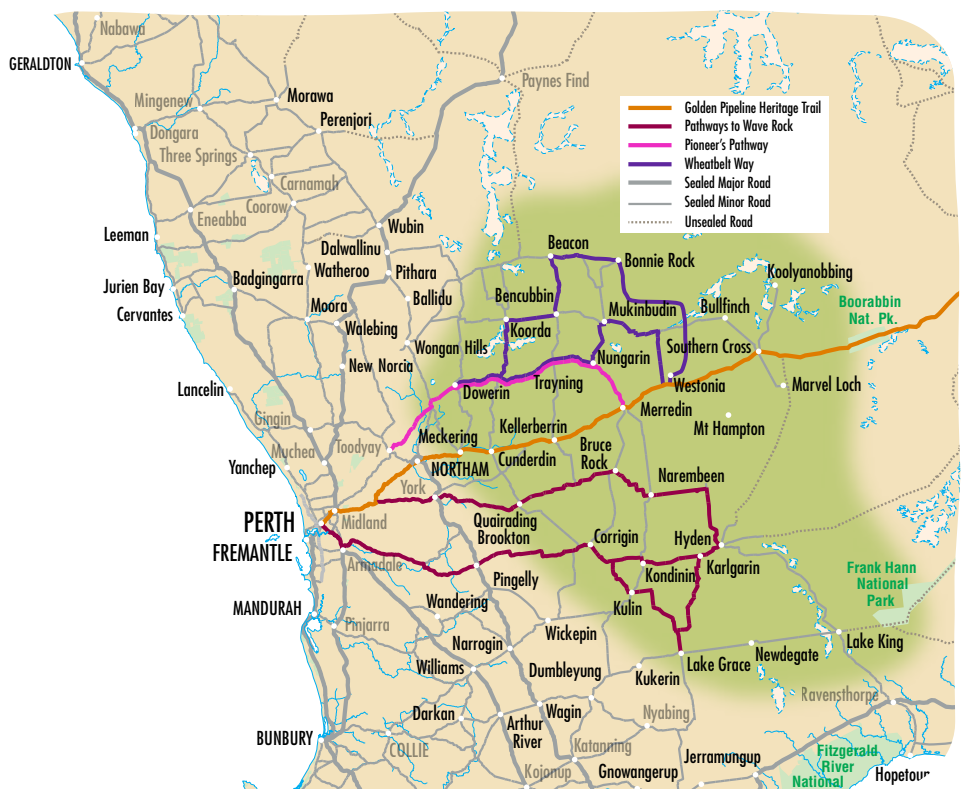 Nabawa
GERALDTON
Paynes Find
Mingenew
Morawa
Golden Pipeline Heritage Trail
Pathways to Wave Rock
Pioneer's Pathway
Wheatbelt Way
Sealed Major Road
Sealed Minor Road
Unsealed Road
Perenjori
Dongara
Three Springs
Carnamah
Coorow
Eneabba
Wubin
Leeman
Dalwallinu
Beacon
Bonnie Rock
Watheroo
Pithara
Koolyanobbing
Badgingarra
Jurien Bay
Ballidu
Bencubbin
Boorabbin
Nat. Pk.
Cervantes
Moora
Mukinbudin
Bullfinch
Walebing
Koorda
Wongan Hills
Southern Cross
Nungarin
New Norcia
Lancelin
Dowerin
Trayning
Westonia
Marvel Loch
Merredin
Gingin
Mt Hampton
Kellerberrin
Meckering
Toodyay
Muchea
Bruce
Rock
Yanchep
NORTHAM
Cunderdin
Narembeen
York
PERTH
Midland
Quairading
Brookton
Corrigin
Hyden
FREMANTLE
Armadale
Karlgarin
Kondinin
Pingelly
Frank Hann
National
Park
MANDURAH
Wandering
Kulin
Pinjarra
Wickepin
Narrogin
Lake King
Newdegate
Lake Grace
Williams
Dumbleyung
Kukerin
Ravensthorpe
Darkan
Wagin
Nyabing
Arthur
River
BUNBURY
COLLIE
Katanning
Jerramungup
Fitzgerald
River
National
Kojonup
Gnowangerup
Hopetou